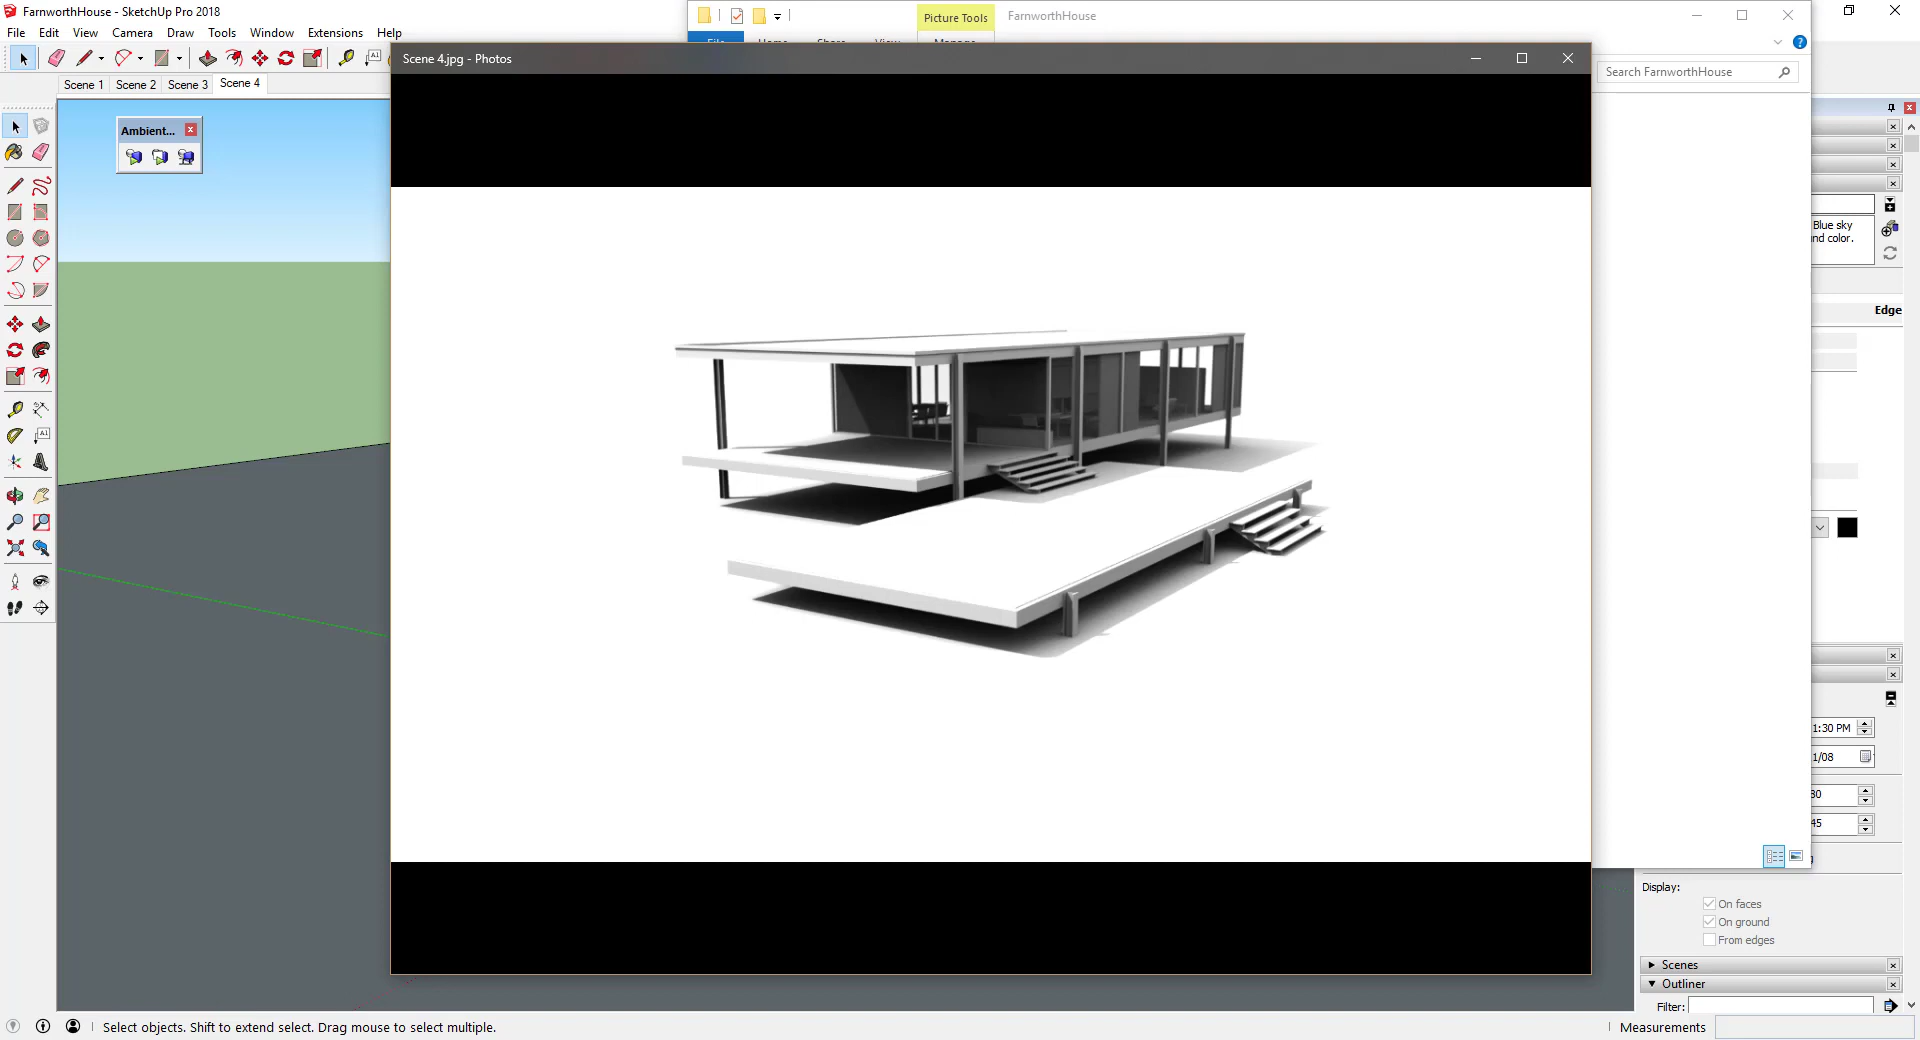 FarnworthHouse - SketchUp Pro 2018
File Edit View Camera Draw Tools Window Extensions Help
Picture Tools
FarnworthHouse
Scene 4.jpg - Photos
Search FarnworthHouse
Scene 1 Scene 2 Scene 3 Scene 4
Ambient...
A1
A1
Blue sky
nd color.
Edge
1:30 PM
1/08
80
45
Display:
On faces
On ground
From edges
Scenes
Outliner
Filter:
Select objects. Shift to extend select. Drag mouse to select multiple.
Measurements